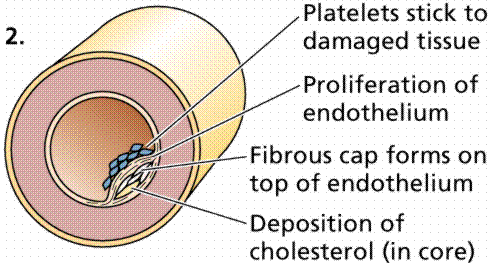 2.
Platelets stick to
damaged tissue
Proliferation of
endothelium
Fibrous cap forms on
top of endothelium
Deposition of
cholesterol (in core)